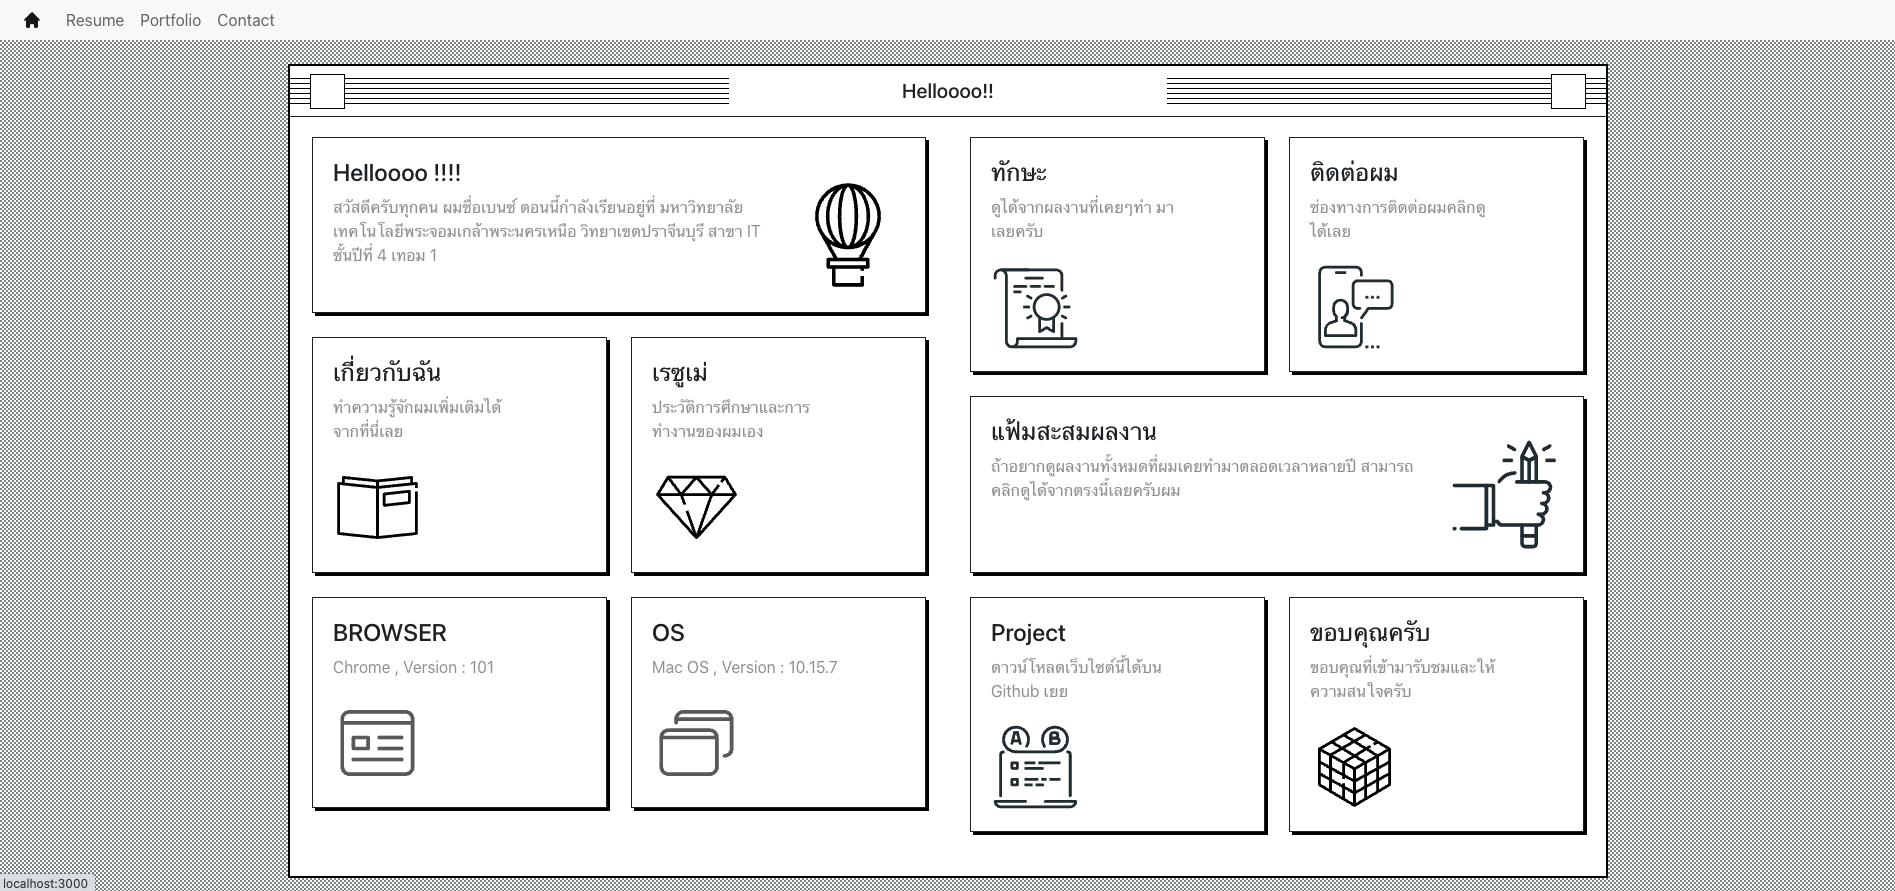 Resume Portfolio Contact
Helloooo!!
Helloooo !!!!
สวัสดีครับทุกคน ผมชื่อเบนซ์ ตอนนี้กำลังเรียนอยู่ที่ มหาวิทยาลัย
เทคโนโลยีพระจอมเกล้าพระนครเหนือ วิทยาเขตปราจีนบุรี สาขา IT
ชั้นปีที่ 4 เทอม 1
เกี่ยวกับฉัน
ทำความรู้จักผมเพิ่มเติมได้
จากที่นี่เลย
เรซูเม่
ประวัติการศึกษาและการ
ทำงานของผมเอง
BROWSER
Chrome , Version : 101
OS
Mac OS , Version : 10.15.7
ทักษะ
ดูได้จากผลงานที่เคยๆทำ มา
เลยครับ
ติดต่อผม
ช่องทางการติดต่อผมคลิกดู
ได้เลย
...
...
แฟ้มสะสมผลงาน
ถ้าอยากดูผลงานทั้งหมดที่ผมเคยทำมาตลอดเวลาหลายปี สามารถ
คลิกดูได้จากตรงนี้เลยครับผม
Project
ดาวน์โหลดเว็บไซต์นี้ได้บน
Github เยย
A B
ขอบคุณครับ
ขอบคุณที่เข้ามารับชมและให้
ความสนใจครับ
localhost:3000